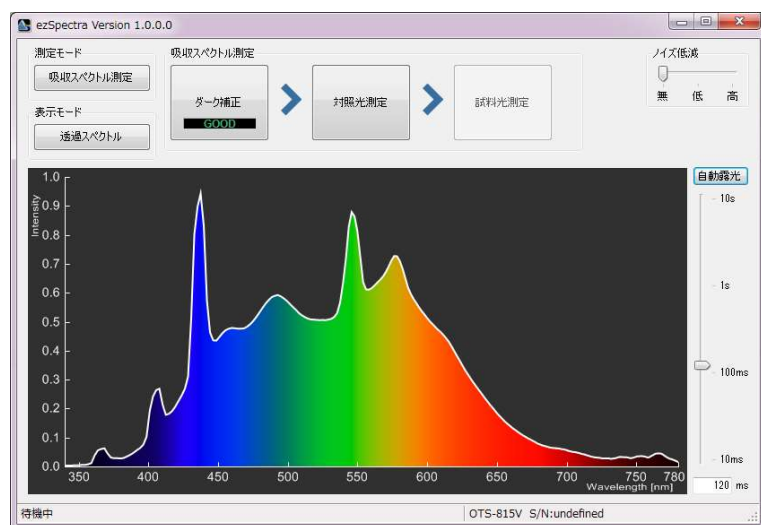 ezSpectra Version 1.0.0.0
測定モード
吸収スペクトル測定
表示モード
透過スペクトル
吸収スペクトル測定
ダーク補正
GOOD
対照光測定
試料光測定
ノイズ低減
無 低 高
自動露光
10s
1s
100ms
10ms
120 ms
Intensity
1.0
0.9
0.8
0.7
0.6
0.5
0.4
0.3
0.2
0.1
0.0
350 400 450 500 550 600 650 700 750 780
Wavelength [nm]
待機中
OTS-815V S/N:undefined